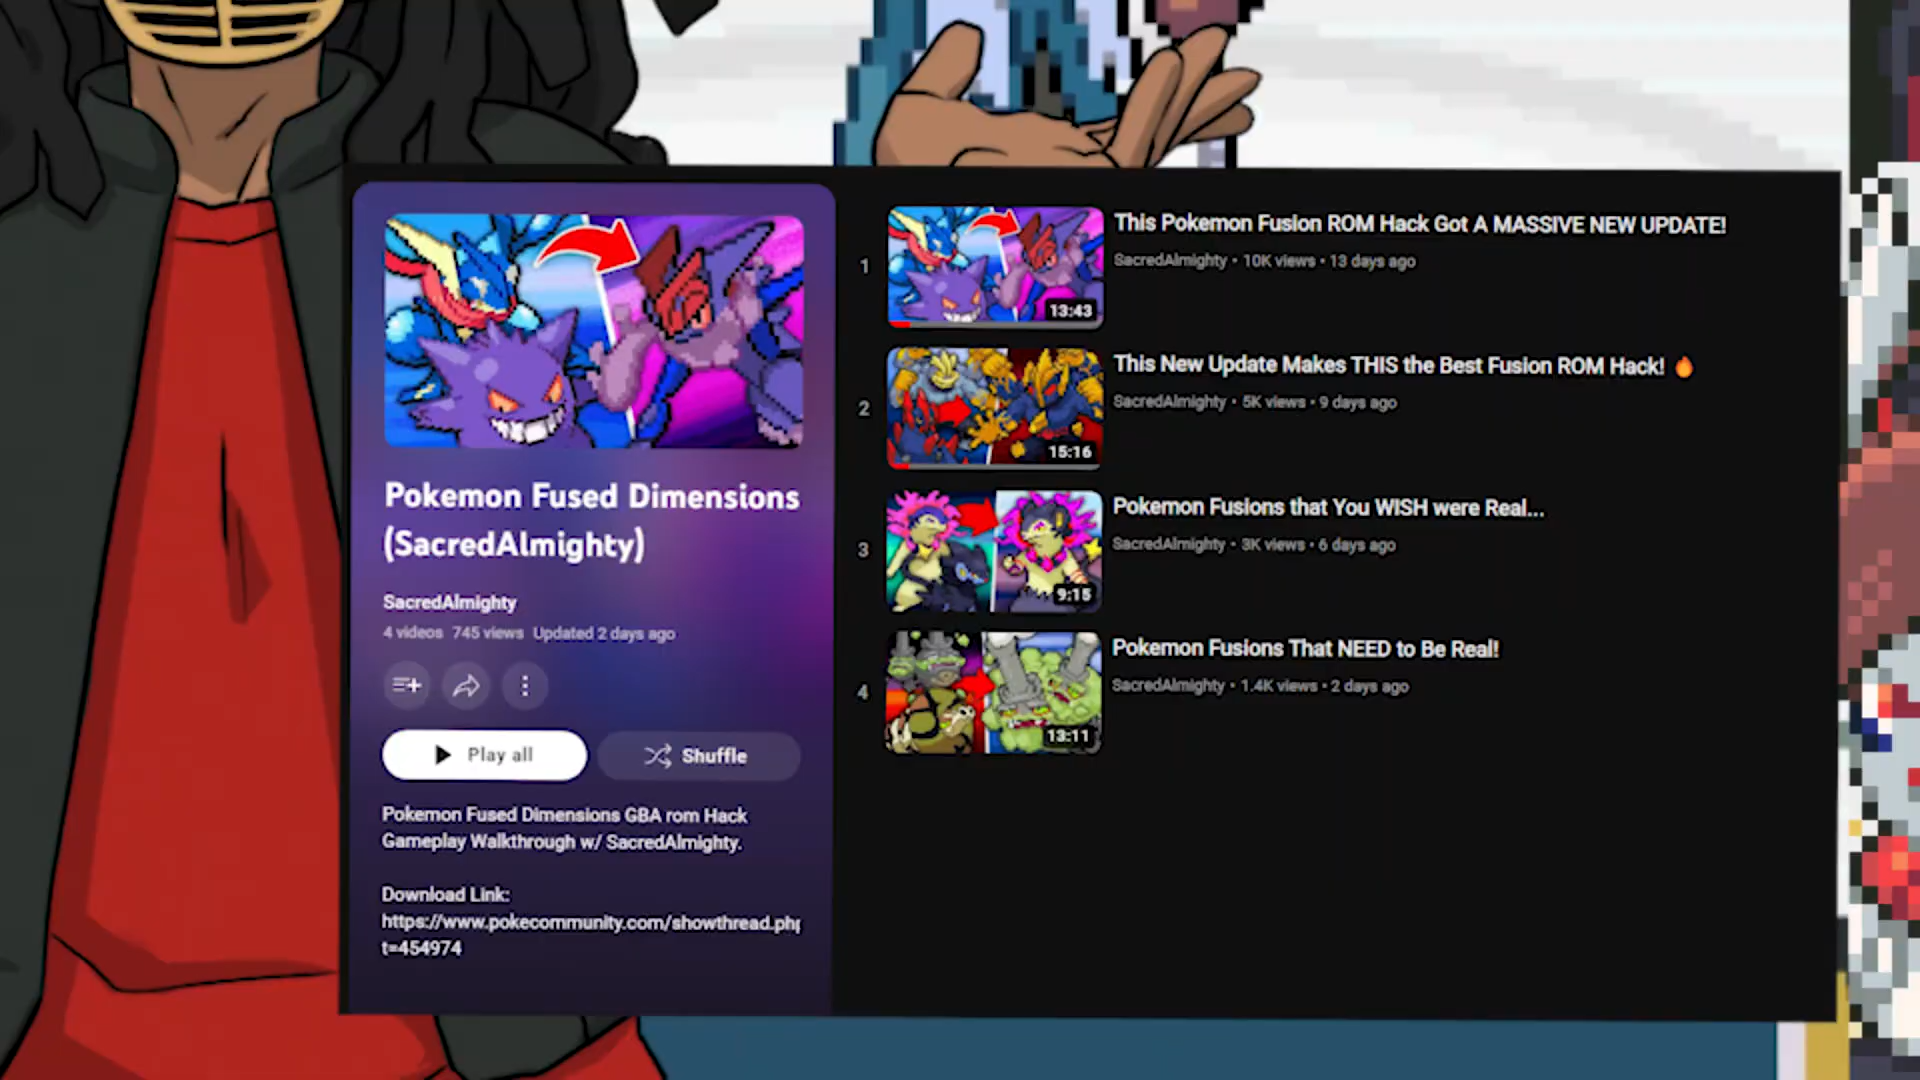 Pokemon Fused Dimensions
(SacredAlmighty)
SacredAlmighty
4 videos 745 views Updated 2 days ago
Play all
Shuffle
Pokemon Fused Dimensions GBA rom Hack
Gameplay Walkthrough w/ SacredAlmighty.
Download Link:
https://www.pokecommunity.com/showthread.php
t=454974
1
13:43
This Pokemon Fusion ROM Hack Got A MASSIVE NEW UPDATE!
SacredAlmighty • 10K views • 13 days ago
2
15:16
This New Update Makes THIS the Best Fusion ROM Hack! 🔥
SacredAlmighty • 5K views • 9 days ago
3
9:15
Pokemon Fusions that You WISH were Real...
SacredAlmighty • 3K views • 6 days ago
4
13:11
Pokemon Fusions That NEED to Be Real!
SacredAlmighty • 1.4K views • 2 days ago